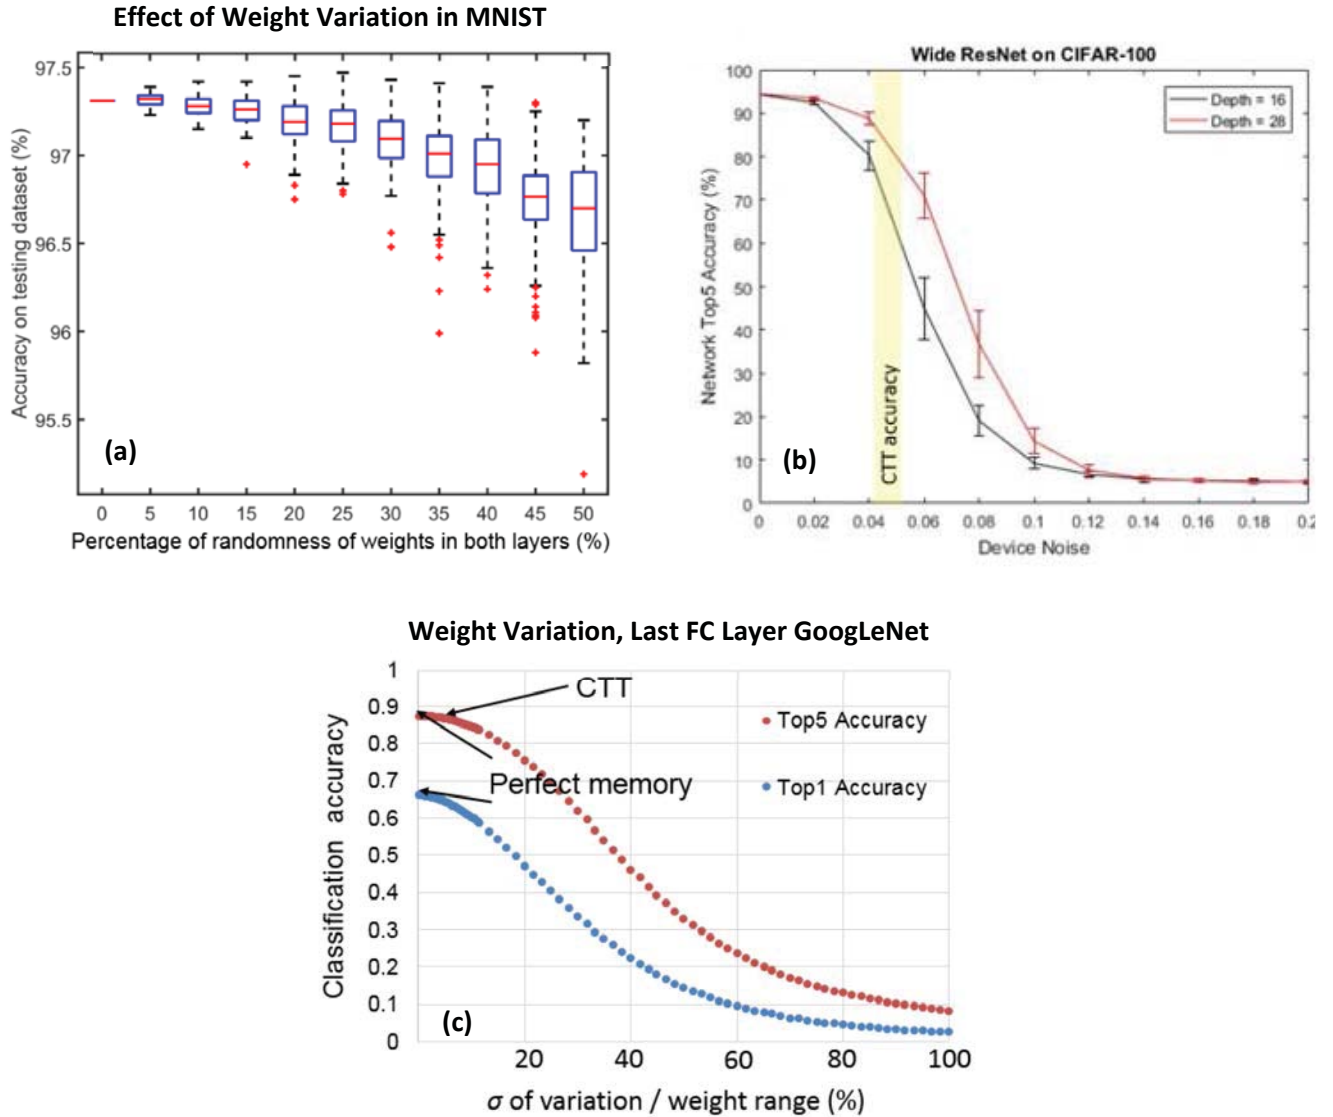 Effect of Weight Variation in MNIST
97.5
97
96.5
96
95.5
Accuracy on testing dataset (%)
(a)
0 5 10 15 20 25 30 35 40 45 50
Percentage of randomness of weights in both layers (%)
Wide ResNet on CIFAR-100
100
90
80
70
60
50
40
30
20
10
0
Network Top5 Accuracy (%)
Depth = 16
Depth = 28
CTT accuracy
(b)
0 0.02 0.04 0.06 0.08 0.1 0.12 0.14 0.16 0.18 0.2
Device Noise
Weight Variation, Last FC Layer GoogLeNet
1
0.9
0.8
0.7
0.6
0.5
0.4
0.3
0.2
0.1
0
Classification accuracy
CTT
Top5 Accuracy
Perfect memory
Top1 Accuracy
(c)
20 40 60 80 100
σ of variation / weight range (%)